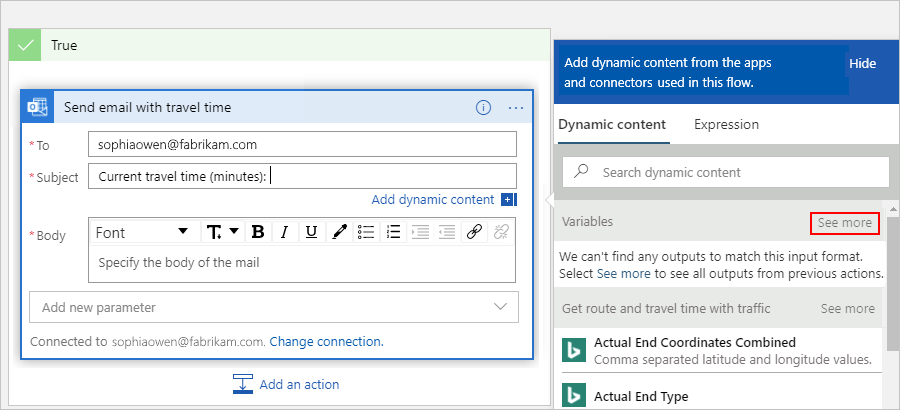 True
Send email with travel time
* To
sophiaowen@fabrikam.com
* Subject
Current travel time (minutes):
Add dynamic content
* Body
Font
B I U
Specify the body of the mail
Add new parameter
Connected to sophiaowen@fabrikam.com. Change connection.
Add an action
Add dynamic content from the apps
and connectors used in this flow.
Hide
Dynamic content
Expression
Search dynamic content
Variables
See more
We can't find any outputs to match this input format.
Select See more to see all outputs from previous actions.
Get route and travel time with traffic
See more
Actual End Coordinates Combined
Comma separated latitude and longitude values.
Actual End Type